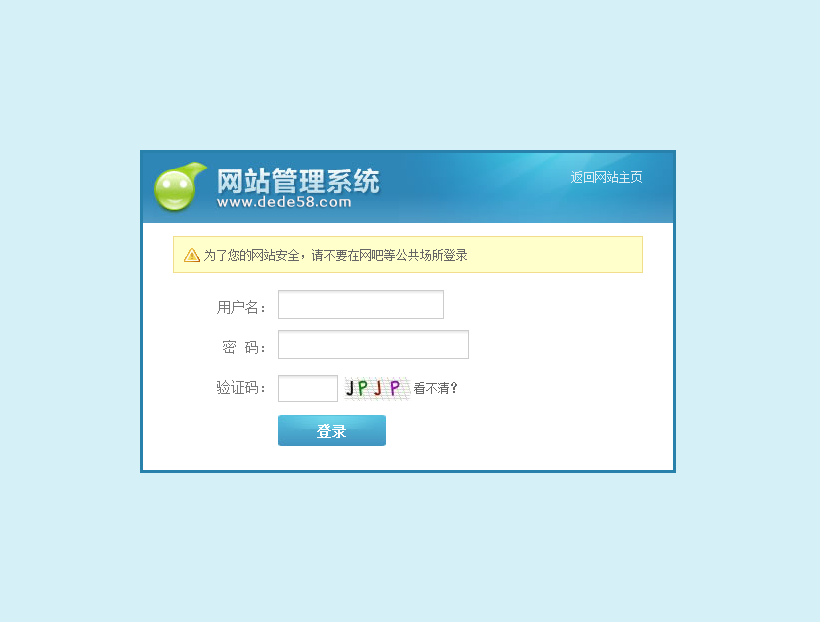 网站管理系统
www.dede58.com
返回网站主页
为了您的网站安全，请不要在网吧等公共场所登录
用户名：
密 码：
验证码： JPJP 看不清？
登录